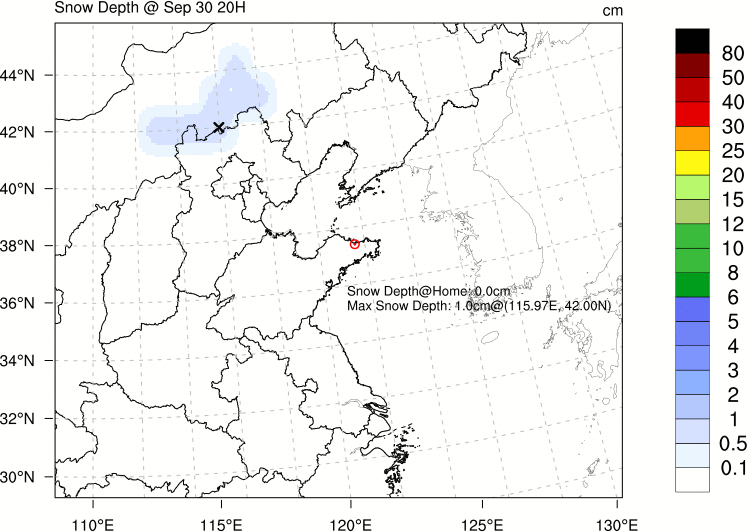 Snow Depth @ Sep 30 20H
cm
44°N
42°N
40°N
38°N
36°N
34°N
32°N
30°N
Snow Depth@Home: 0.0cm
Max Snow Depth: 1.0cm@(115.97E, 42.00N)
110°E 115°E 120°E 125°E 130°E
80
50
40
30
25
20
15
12
10
8
6
5
4
3
2
1
0.5
0.1